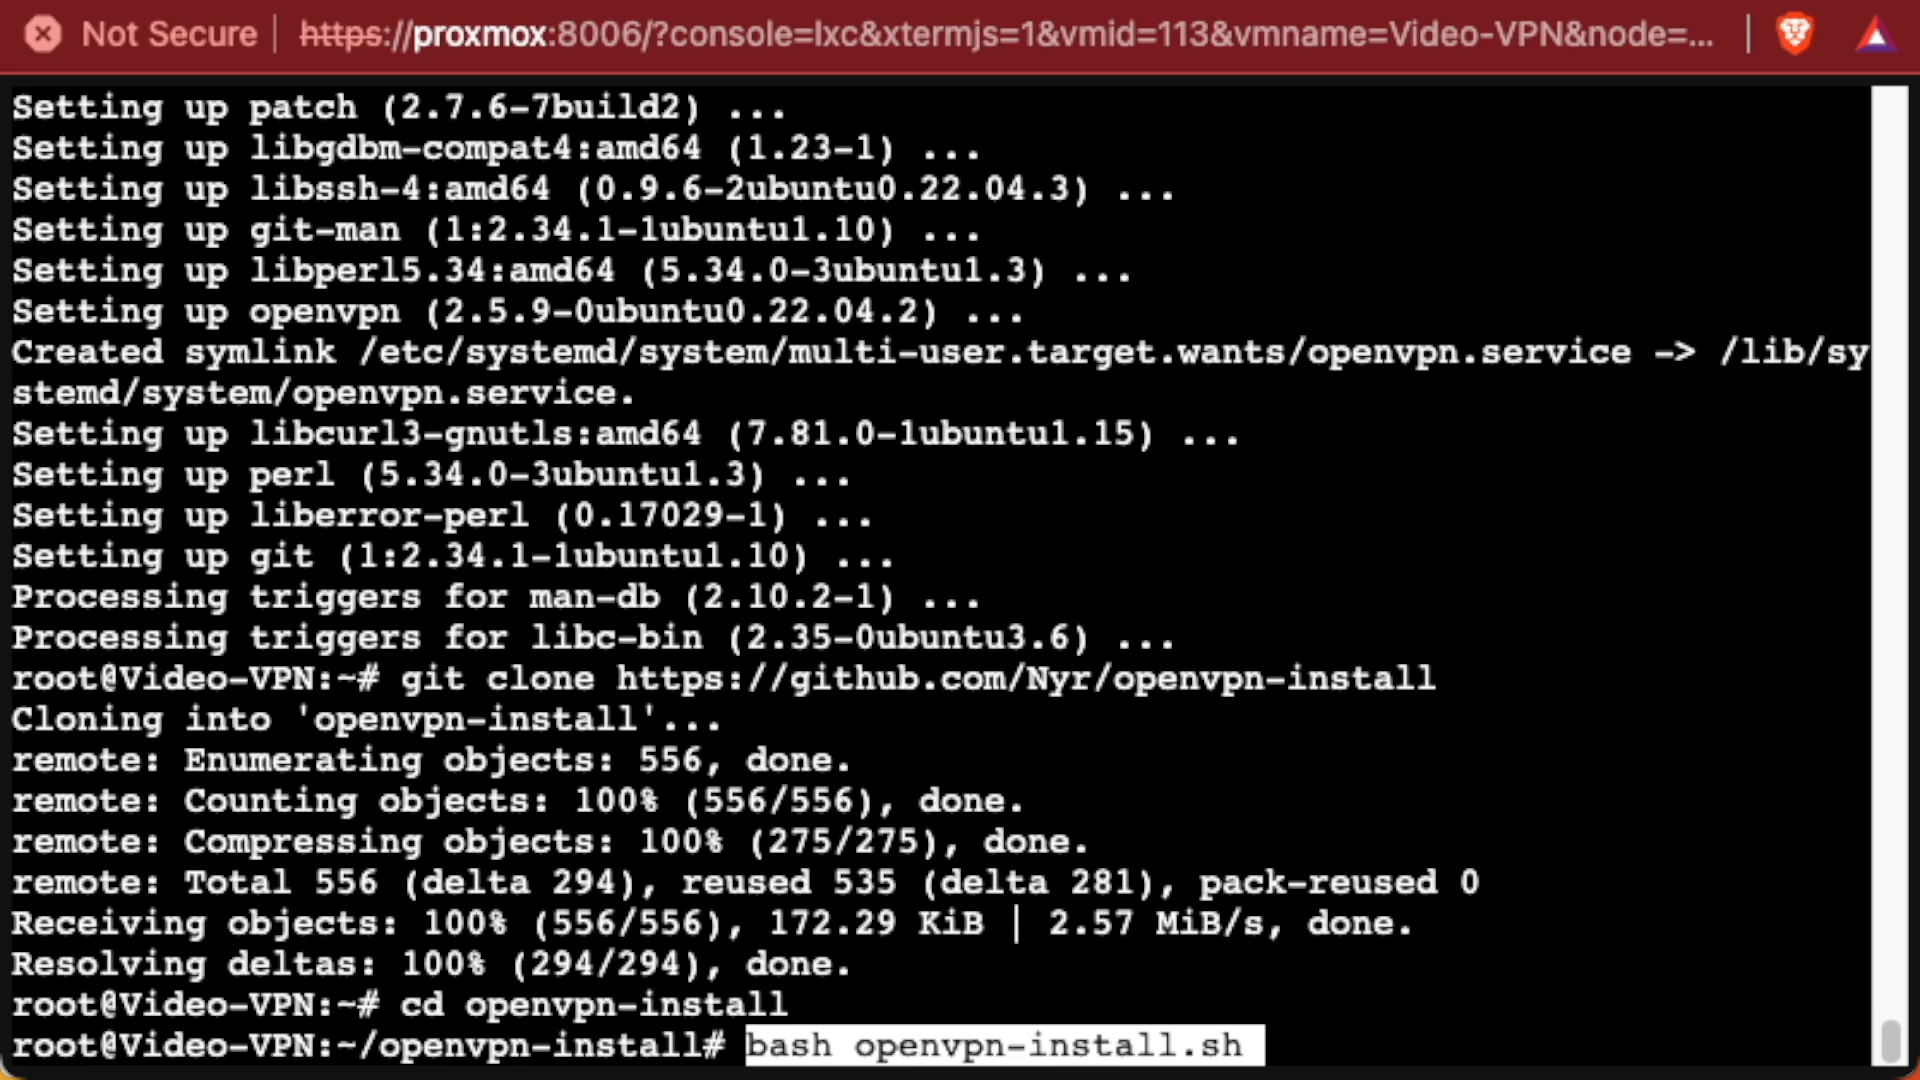 Not Secure | https://proxmox:8006/?console=lxc&xtermjs=1&vmid=113&vmname=Video-VPN&node=...
Setting up patch (2.7.6-7build2) ...
Setting up libgdbm-compat4:amd64 (1.23-1) ...
Setting up libssh-4:amd64 (0.9.6-2ubuntu0.22.04.3) ...
Setting up git-man (1:2.34.1-1ubuntu1.10) ...
Setting up libperl5.34:amd64 (5.34.0-3ubuntu1.3) ...
Setting up openvpn (2.5.9-0ubuntu0.22.04.2) ...
Created symlink /etc/systemd/system/multi-user.target.wants/openvpn.service -> /lib/sy
stemd/system/openvpn.service.
Setting up libcurl3-gnutls:amd64 (7.81.0-1ubuntu1.15) ...
Setting up perl (5.34.0-3ubuntu1.3) ...
Setting up liberror-perl (0.17029-1) ...
Setting up git (1:2.34.1-1ubuntu1.10) ...
Processing triggers for man-db (2.10.2-1) ...
Processing triggers for libc-bin (2.35-0ubuntu3.6) ...
root@Video-VPN:~# git clone https://github.com/Nyr/openvpn-install
Cloning into 'openvpn-install'...
remote: Enumerating objects: 556, done.
remote: Counting objects: 100% (556/556), done.
remote: Compressing objects: 100% (275/275), done.
remote: Total 556 (delta 294), reused 535 (delta 281), pack-reused 0
Receiving objects: 100% (556/556), 172.29 KiB | 2.57 MiB/s, done.
Resolving deltas: 100% (294/294), done.
root@Video-VPN:~# cd openvpn-install
root@Video-VPN:~/openvpn-install# bash openvpn-install.sh